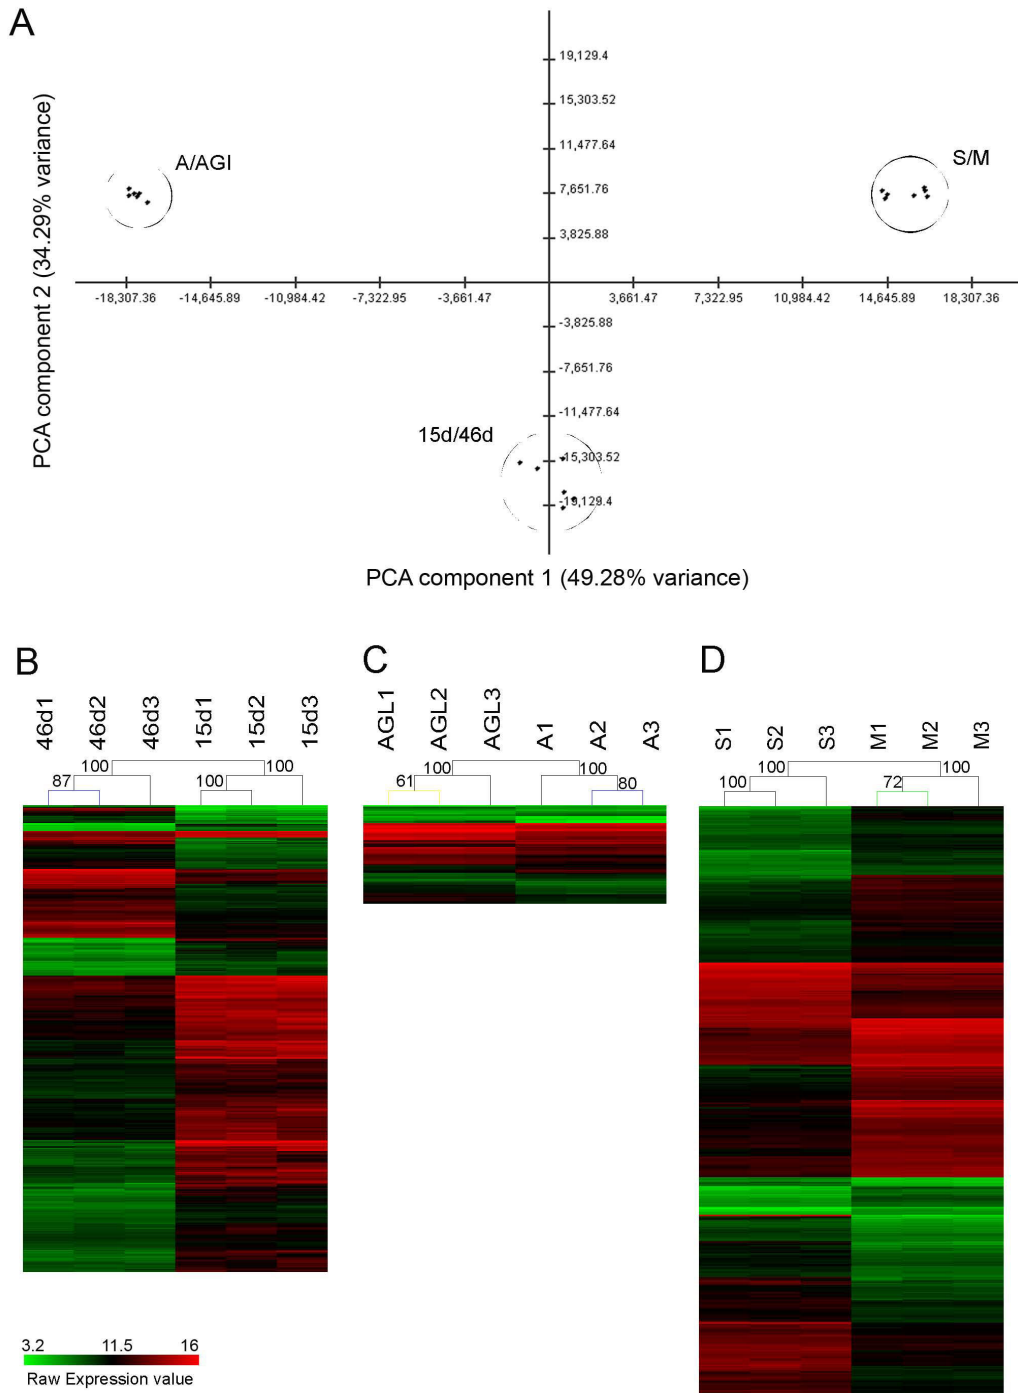 A
PCA component 2 (34.29% variance)
19,129.4
15,303.52
11,477.64
7,651.76
3,825.88
A/AGI
S/M
-18,307.36 -14,645.89 -10,984.42 -7,322.95 -3,661.47 3,661.47 7,322.95 10,984.42 14,645.89 18,307.36
-3,825.88
-7,651.76
-11,477.64
15d/46d
-15,303.52
-19,129.4
PCA component 1 (49.28% variance)
B
46d1 46d2 46d3 15d1 15d2 15d3
100 100
87 100
C
AGL1 AGL2 AGL3 A1 A2 A3
100 100
61 80
D
S1 S2 S3 M1 M2 M3
100 100
100 72
3.2 11.5 16
Raw Expression value